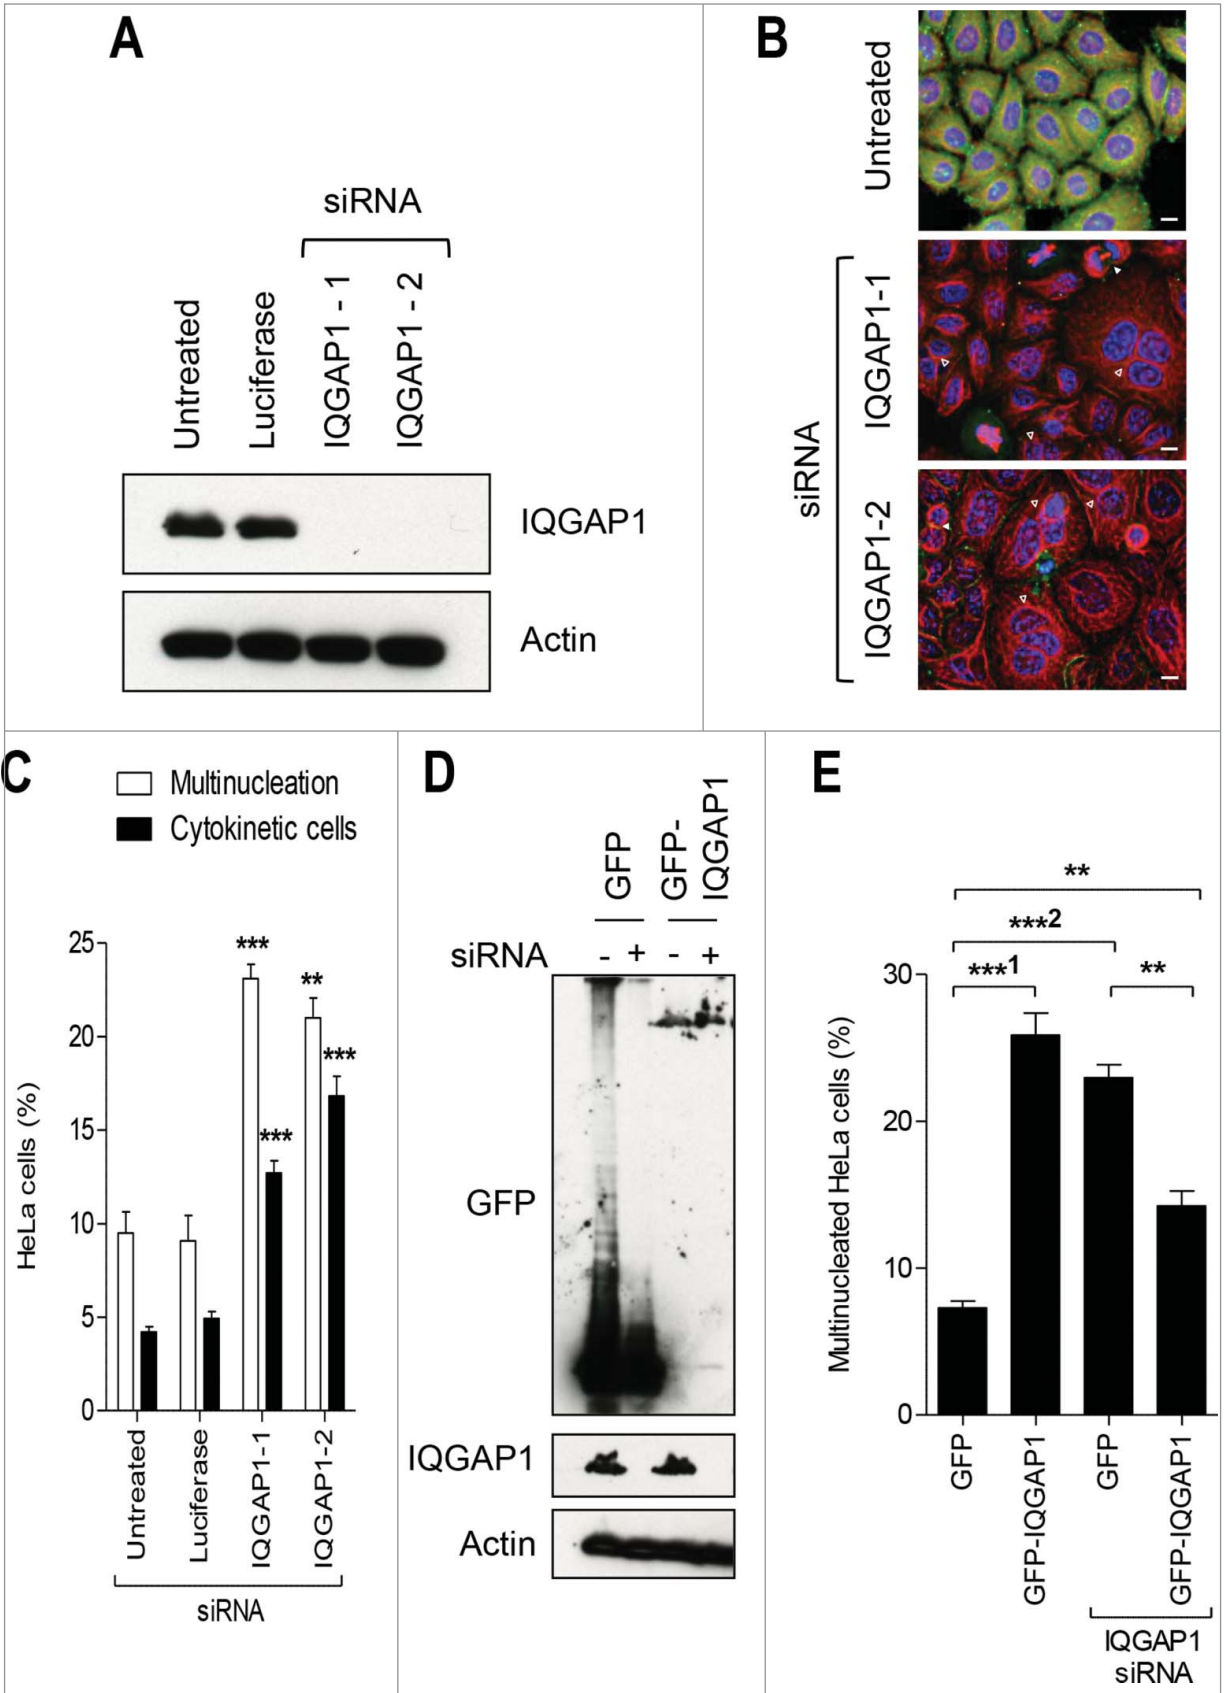 A
siRNA
Untreated
Luciferase
IQGAP1 - 1
IQGAP1 - 2
IQGAP1
Actin
B
Untreated
siRNA
IQGAP1-1
IQGAP1-2
C
Multinucleation
Cytokinetic cells
HeLa cells (%)
25
20
15
10
5
0
***
***
**
***
Untreated
Luciferase
IQGAP1-1
IQGAP1-2
siRNA
D
GFP
GFP-
IQGAP1
siRNA - + - +
GFP
IQGAP1
Actin
E
**
***2
***1
**
Multinucleated HeLa cells (%)
30
20
10
0
GFP
GFP-IQGAP1
GFP
GFP-IQGAP1
IQGAP1
siRNA